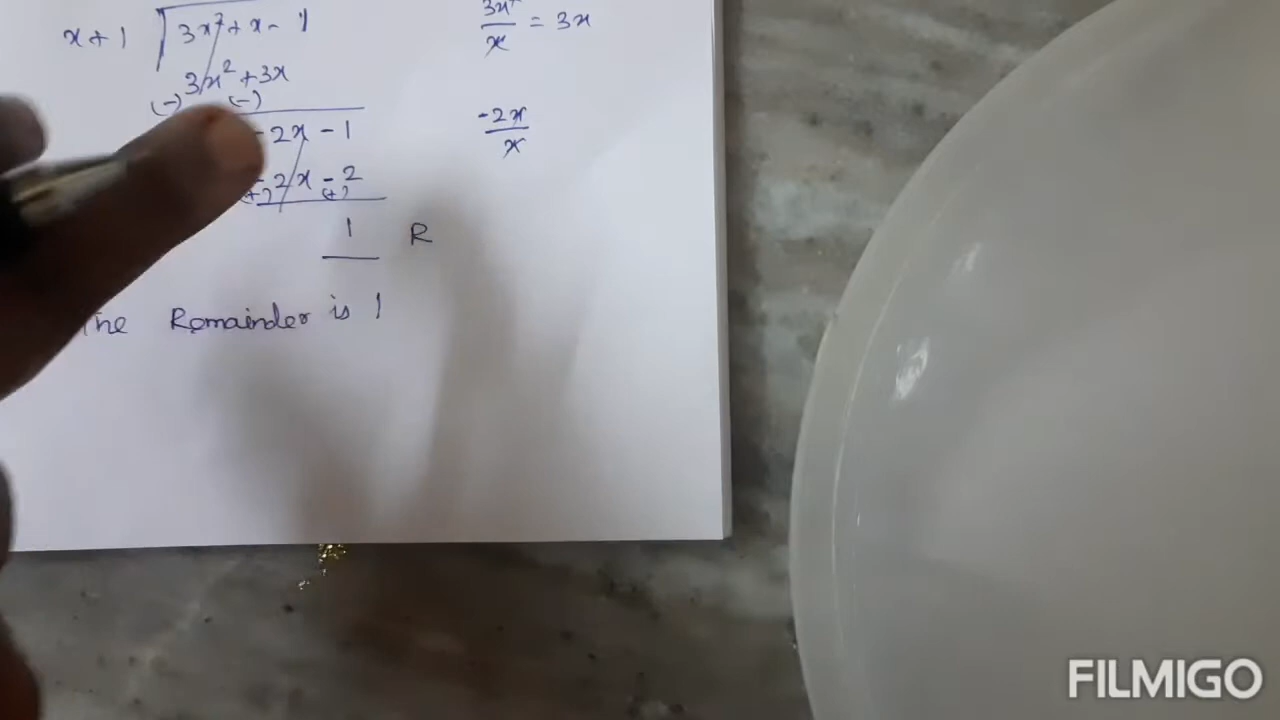 x + 1 3x² + x - 1
3x² / x = 3x
3x² + 3x
(-) (-)
- 2x - 1
-2x / x
- 2x - 2
(+) (+)
1 R
The Remainder is 1
FILMIGO